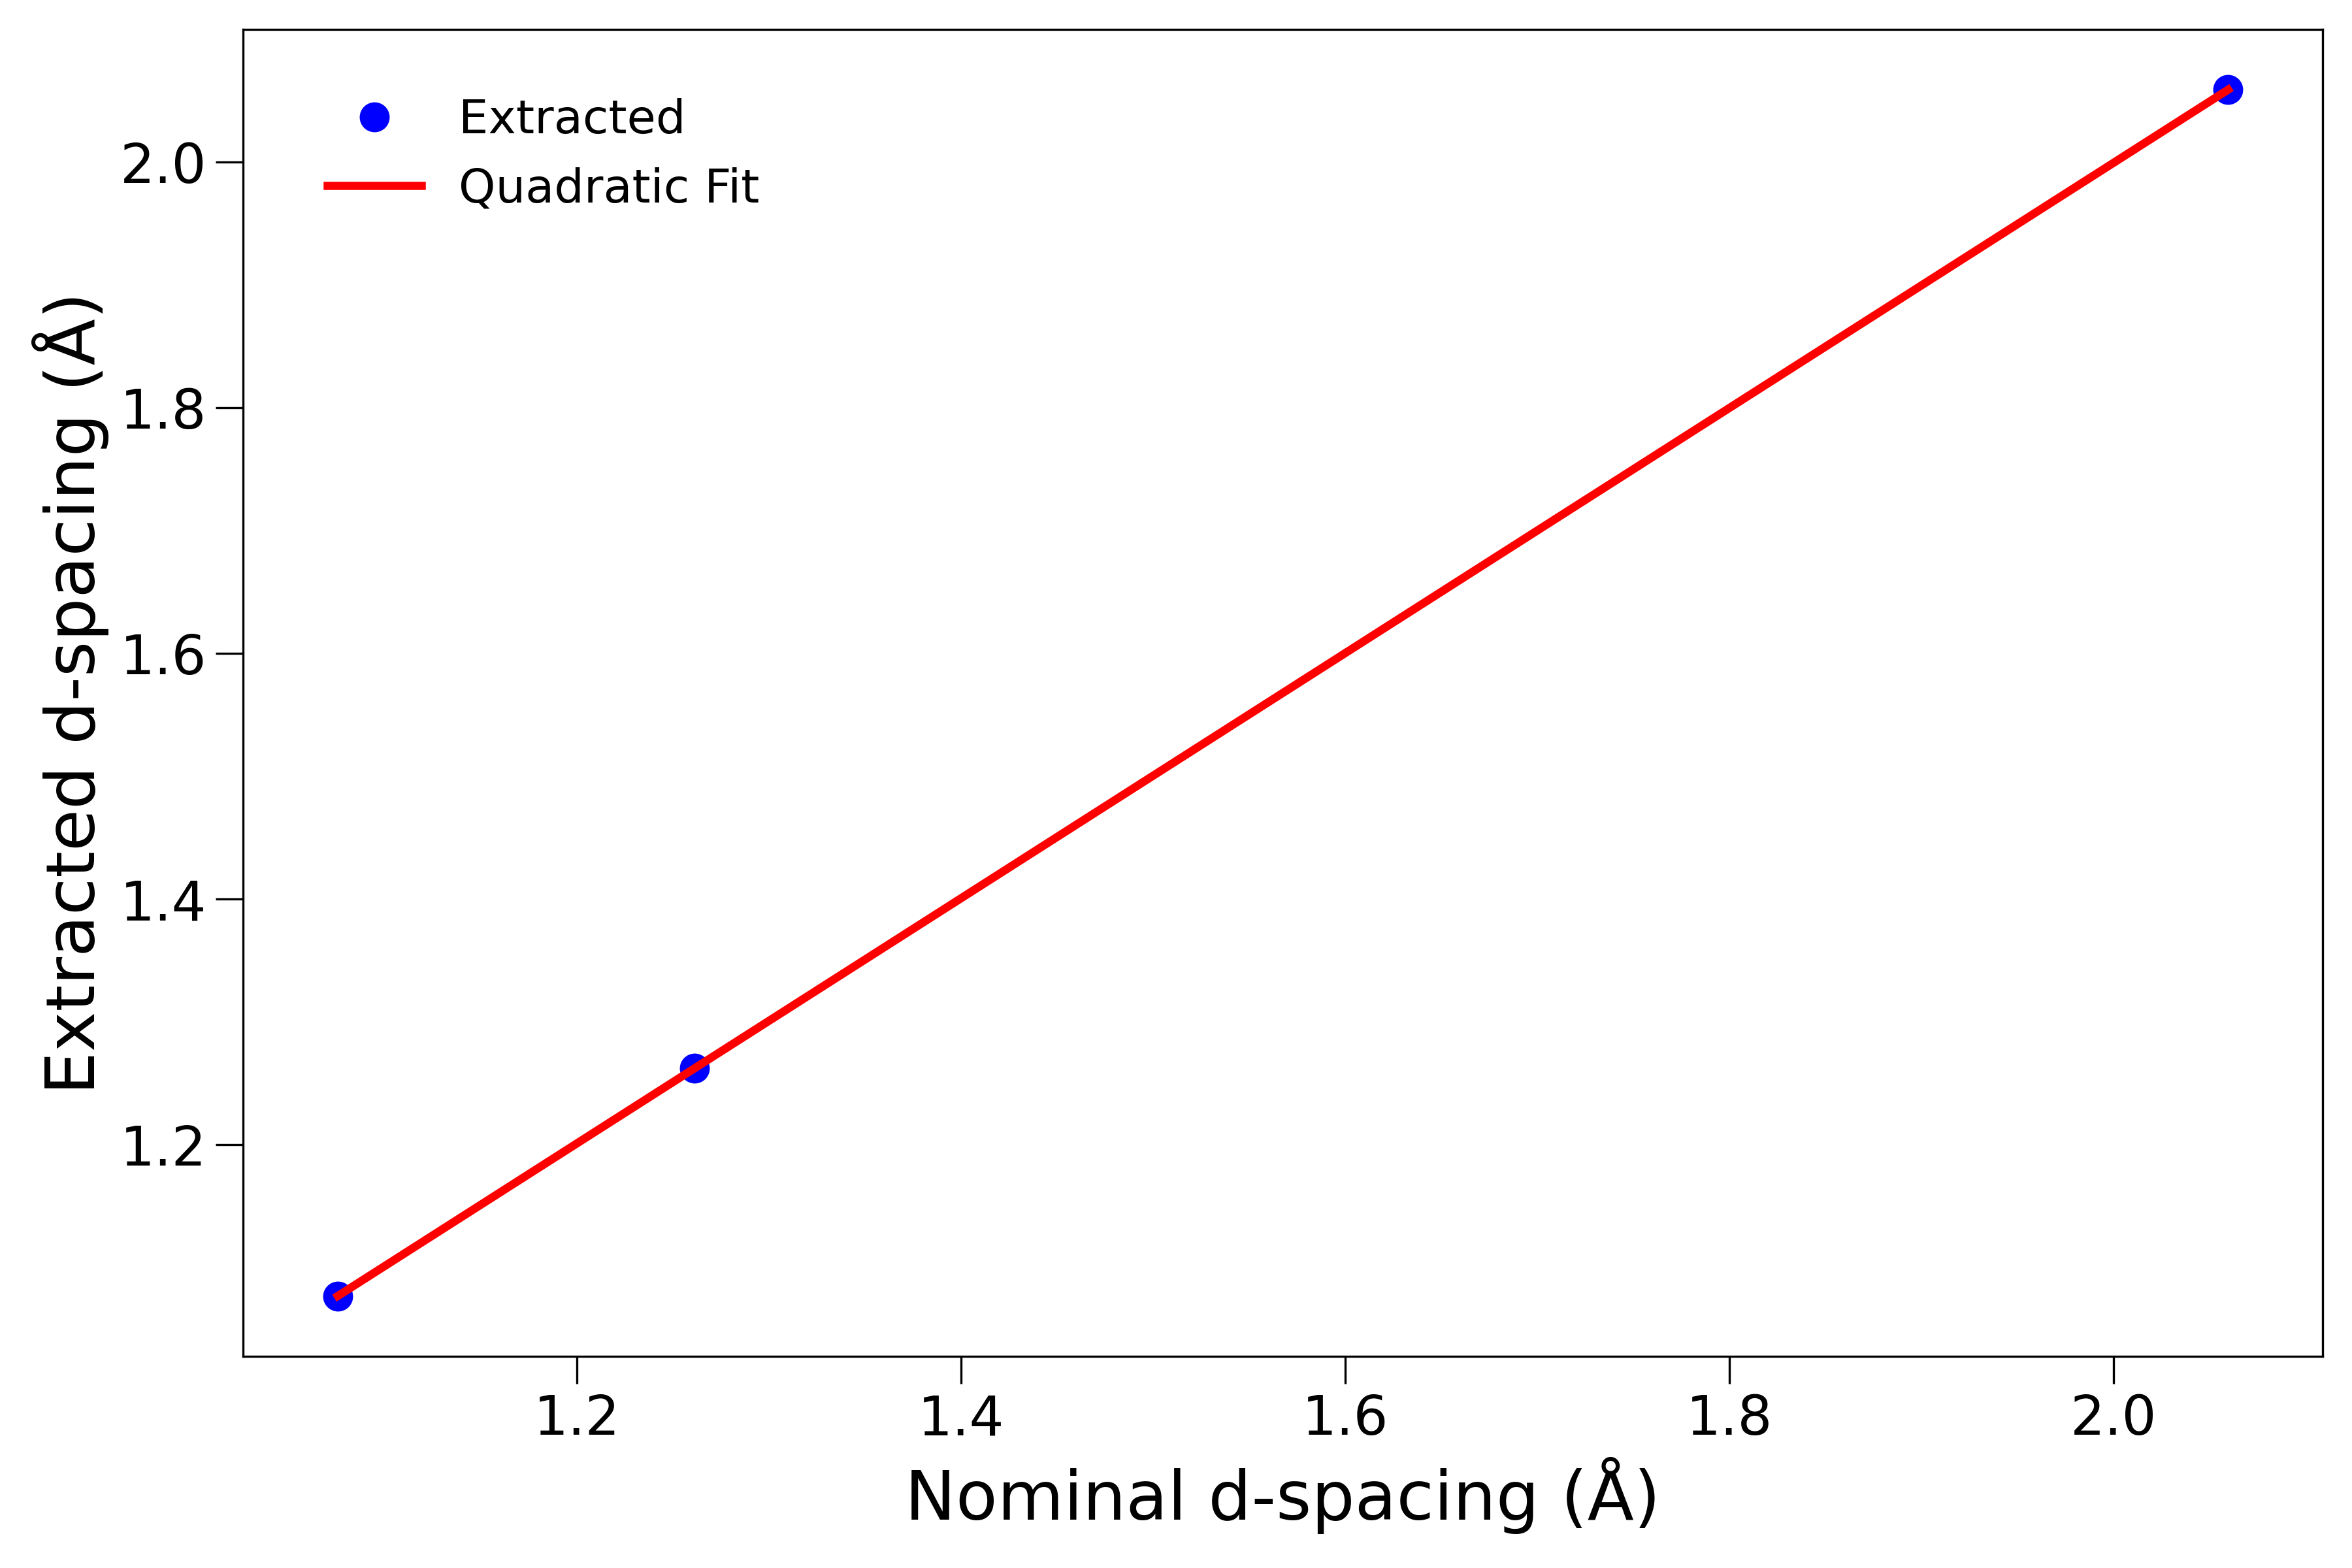 Extracted
Quadratic Fit
Extracted d-spacing (Å)
2.0
1.8
1.6
1.4
1.2
1.2 1.4 1.6 1.8 2.0
Nominal d-spacing (Å)